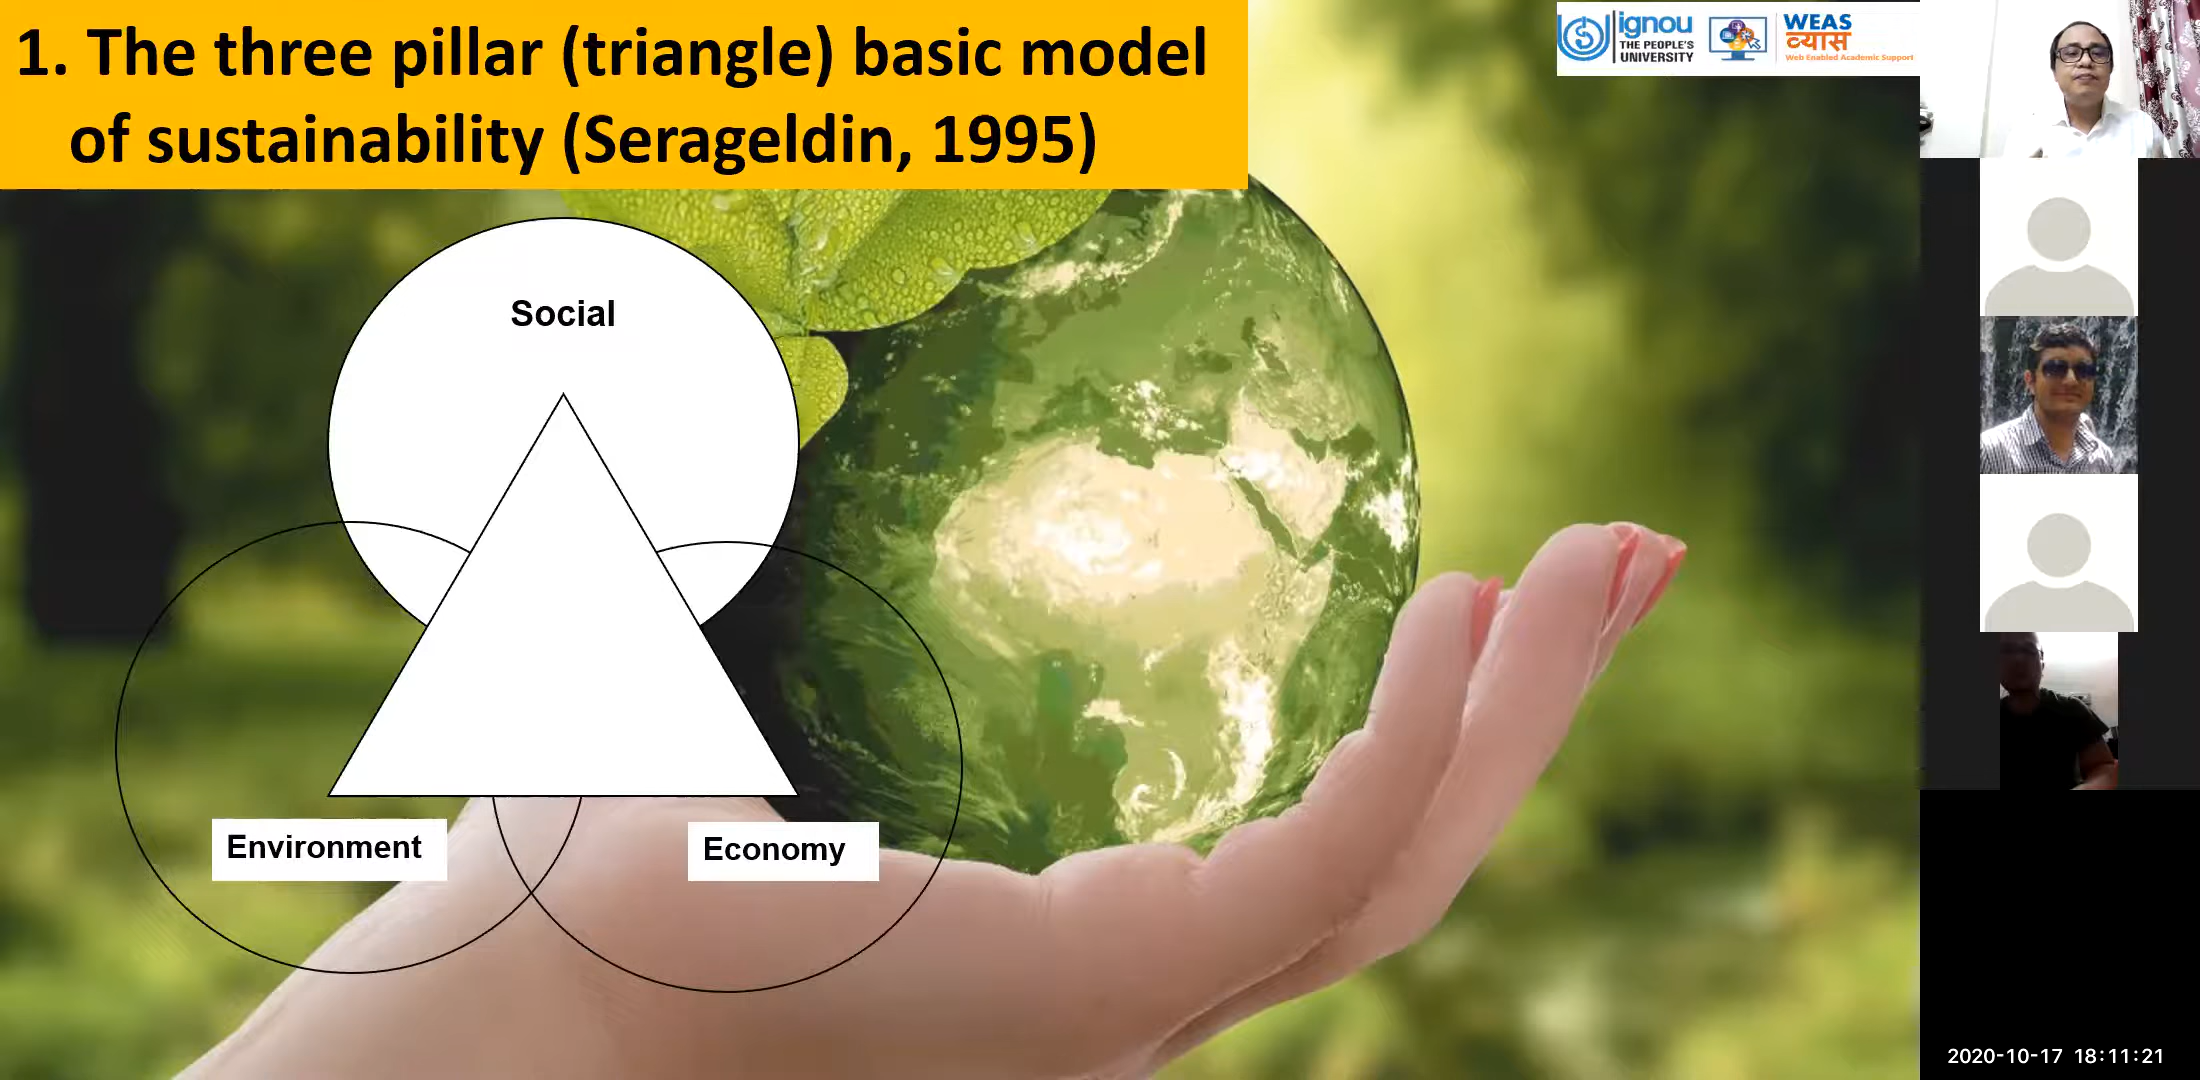 1. The three pillar (triangle) basic model
of sustainability (Serageldin, 1995)
ignou
THE PEOPLE'S
UNIVERSITY
WEAS
व्यास
Web Enabled Academic Support
Social
Environment
Economy
2020-10-17 18:11:21